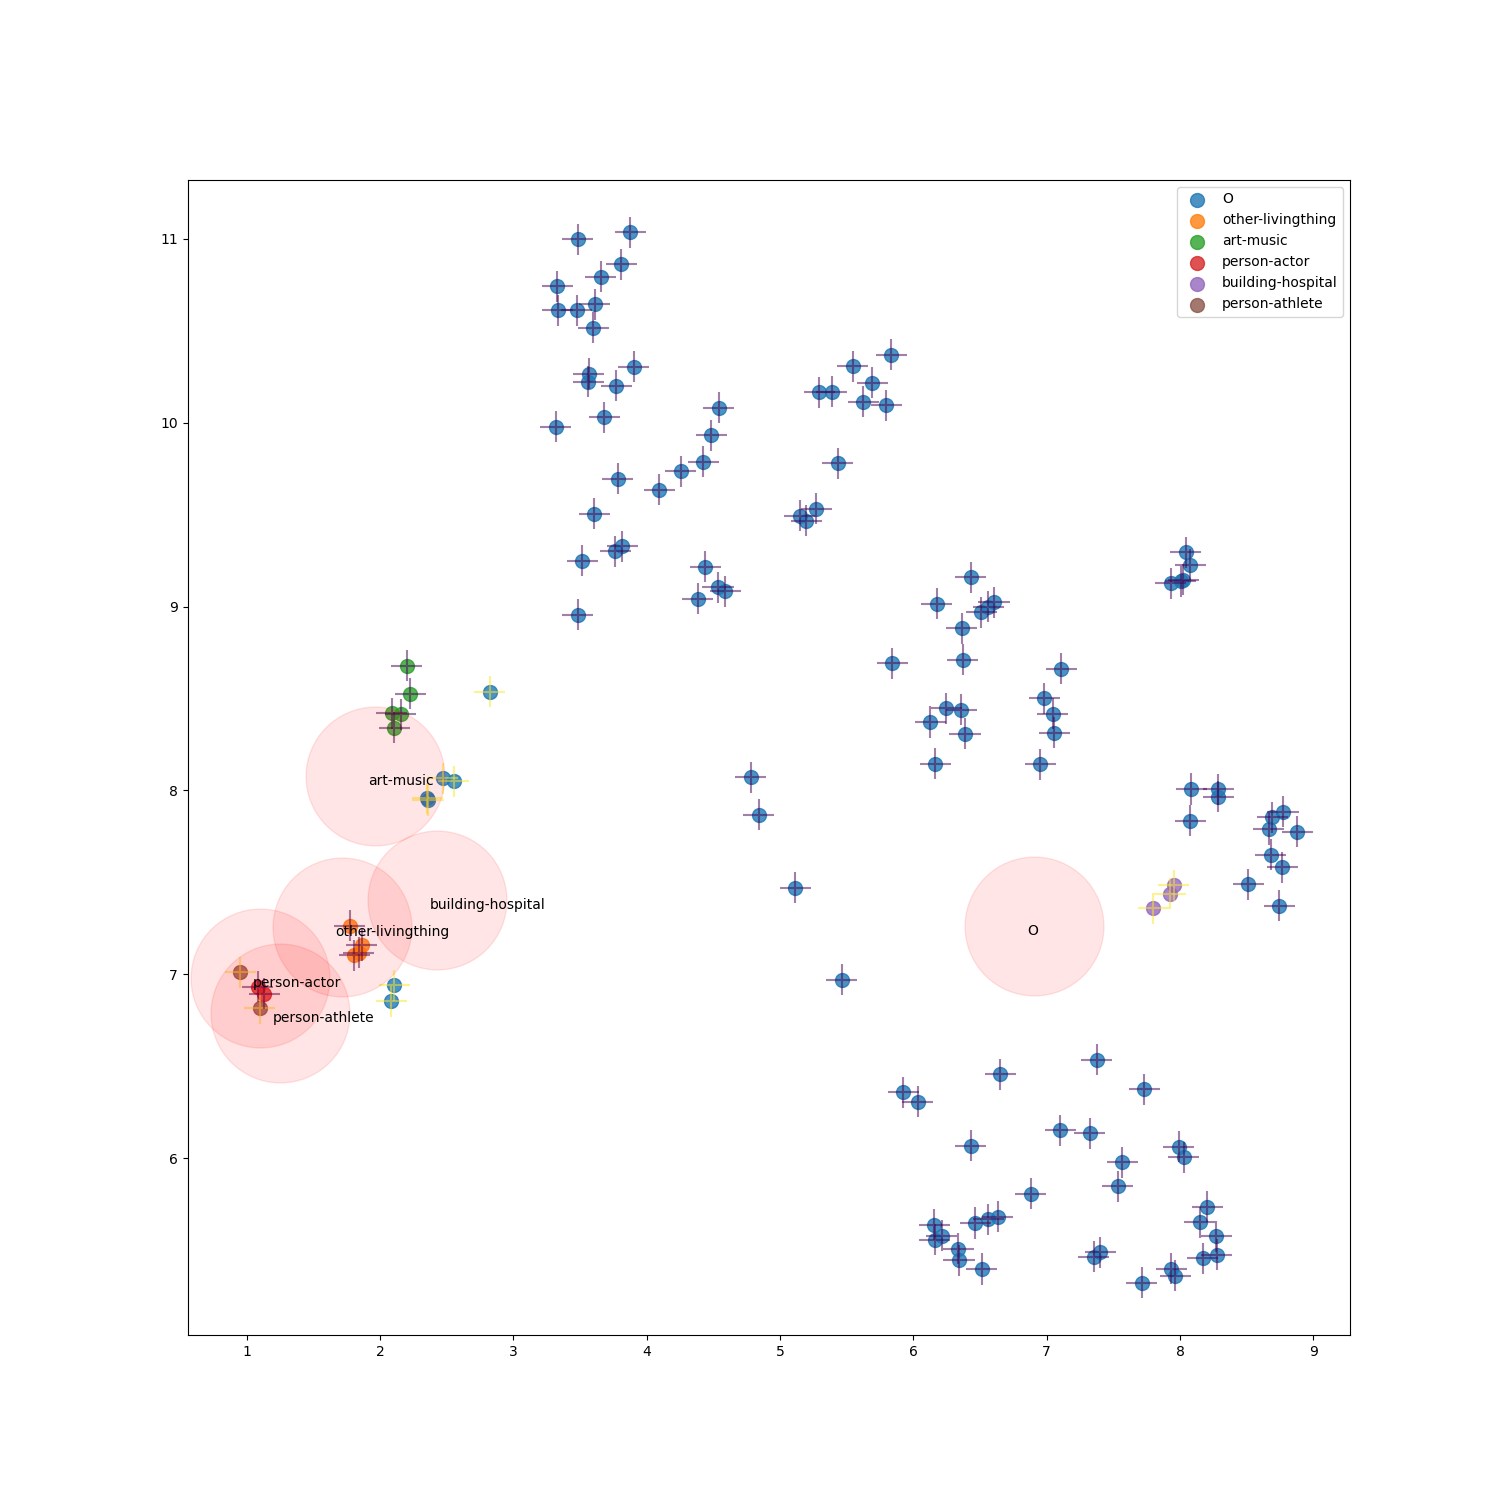 O
other-livingthing
art-music
person-actor
building-hospital
person-athlete
11
10
9
8
7
6
art-music
building-hospital
other-livingthing
O
person-actor
person-athlete
1 2 3 4 5 6 7 8 9